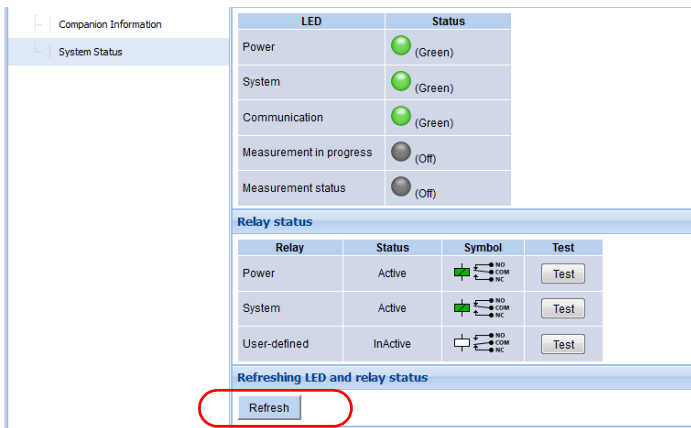 Companion Information
System Status
LED Status
Power (Green)
System (Green)
Communication (Green)
Measurement in progress (Off)
Measurement status (Off)
Relay status
Relay Status Symbol Test
Power Active NO COM NC Test
System Active NO COM NC Test
User-defined InActive NO COM NC Test
Refreshing LED and relay status
Refresh